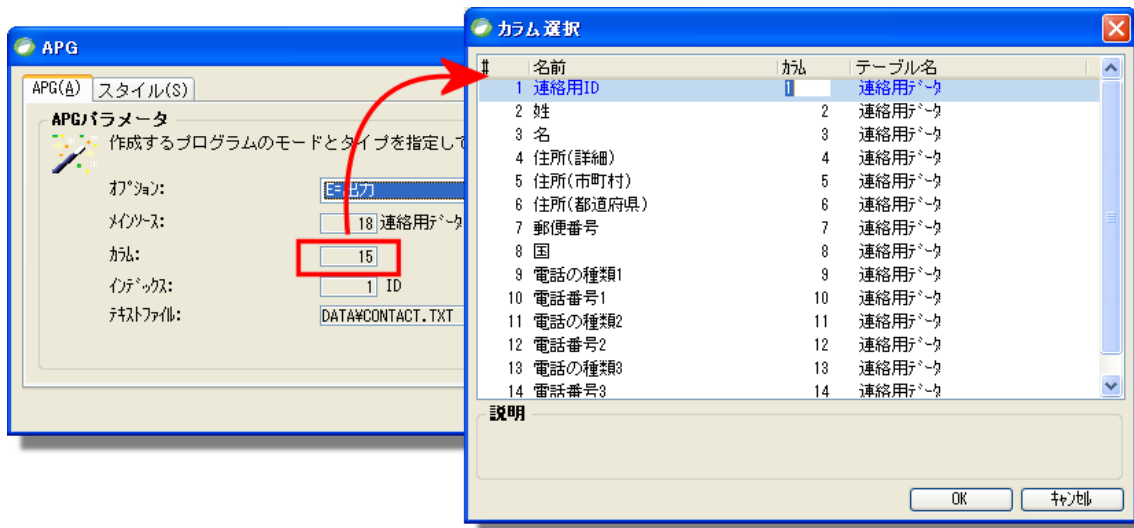 APG
APG(A) スタイル(S)
APGパラメータ
作成するプログラムのモードとタイプを指定して
ｵﾌﾟｼｮﾝ: E=出力
ﾒｲﾝｿｰｽ: 18 連絡用ﾃﾞｰﾀ
ｶﾗﾑ: 15
ｲﾝﾃﾞｯｸｽ: 1 ID
ﾃｷｽﾄﾌｧｲﾙ: DATA¥CONTACT.TXT
カラム選択
# 名前 ｶﾗﾑ テーブル名
1 連絡用ID 1 連絡用ﾃﾞｰﾀ
2 姓 2 連絡用ﾃﾞｰﾀ
3 名 3 連絡用ﾃﾞｰﾀ
4 住所(詳細) 4 連絡用ﾃﾞｰﾀ
5 住所(市町村) 5 連絡用ﾃﾞｰﾀ
6 住所(都道府県) 6 連絡用ﾃﾞｰﾀ
7 郵便番号 7 連絡用ﾃﾞｰﾀ
8 国 8 連絡用ﾃﾞｰﾀ
9 電話の種類1 9 連絡用ﾃﾞｰﾀ
10 電話番号1 10 連絡用ﾃﾞｰﾀ
11 電話の種類2 11 連絡用ﾃﾞｰﾀ
12 電話番号2 12 連絡用ﾃﾞｰﾀ
13 電話の種類3 13 連絡用ﾃﾞｰﾀ
14 電話番号3 14 連絡用ﾃﾞｰﾀ
説明
OK ｷｬﾝｾﾙ